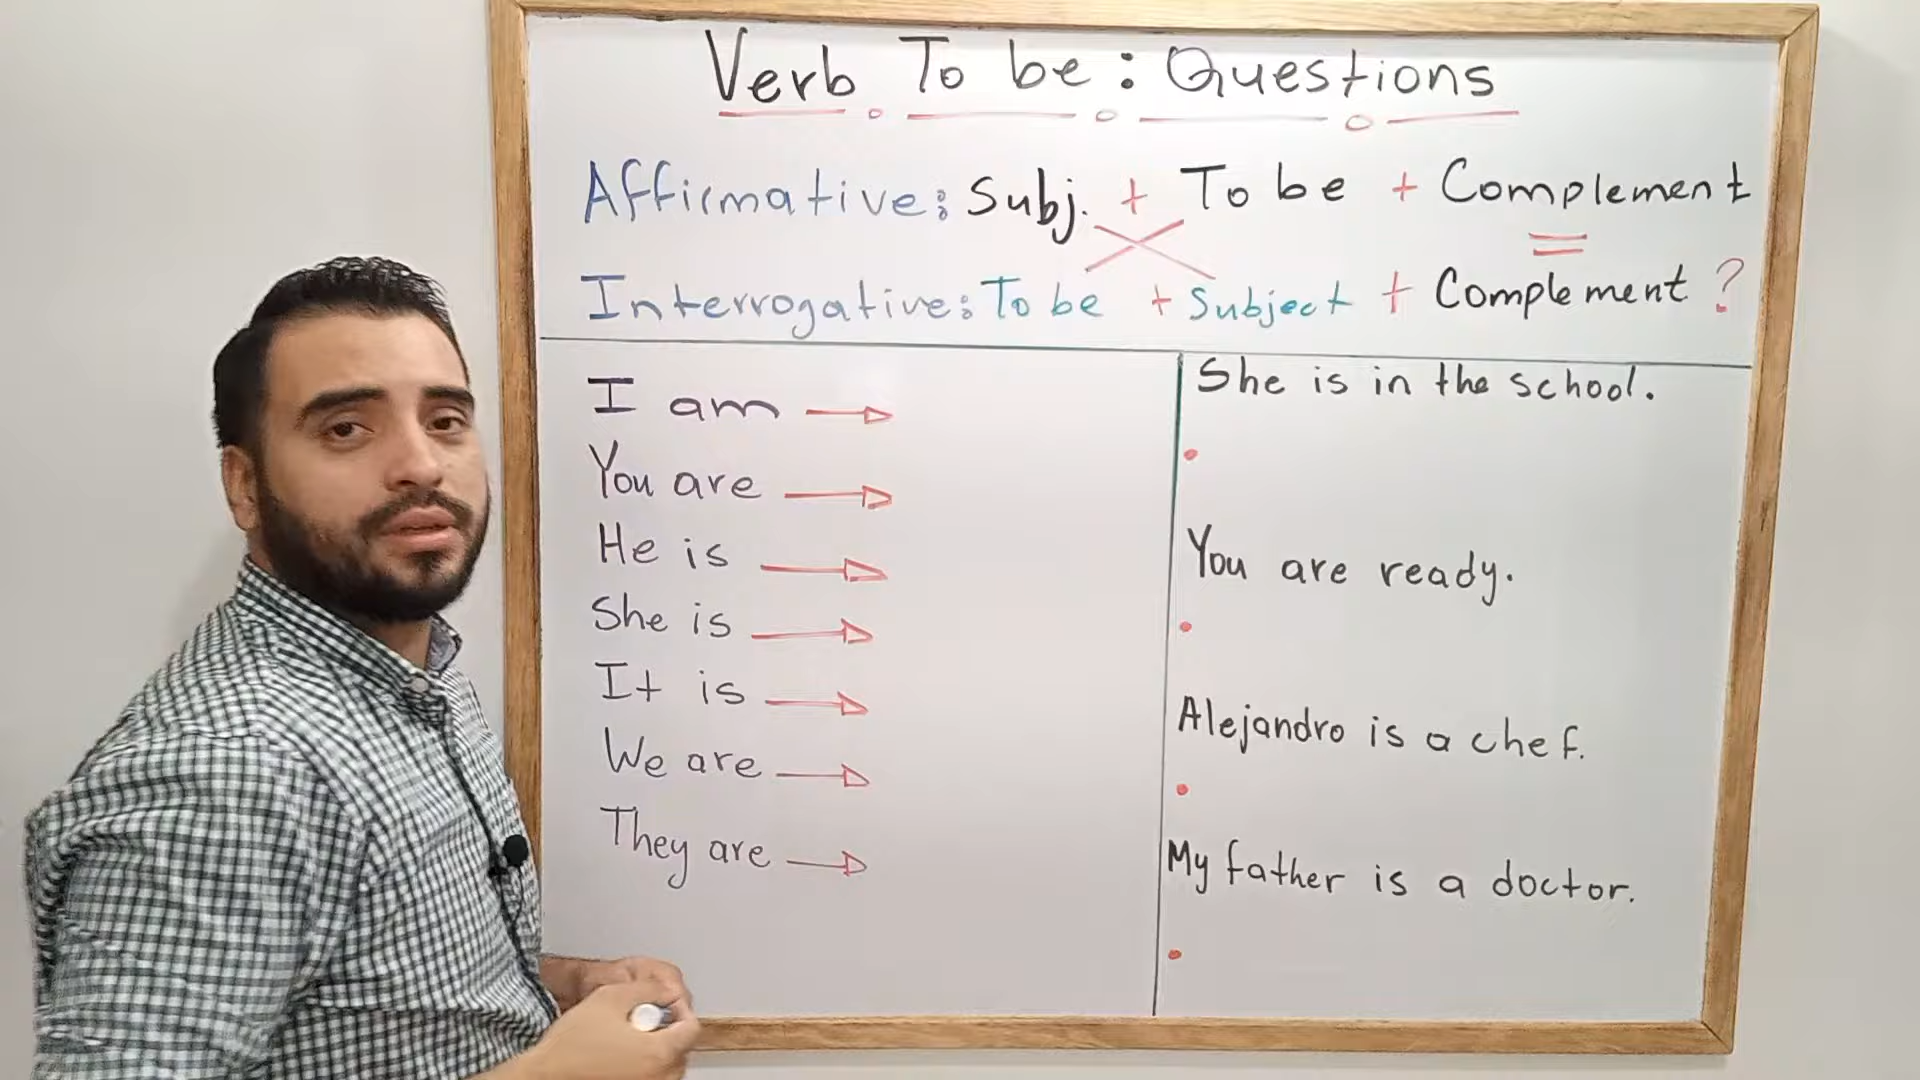 Verb To be : Questions
Affirmative: Subj. + To be + Complement
Interrogative: To be + Subject + Complement ?
I am
You are
He is
She is
It is
We are
They are
She is in the school.
You are ready.
Alejandro is a chef.
My father is a doctor.